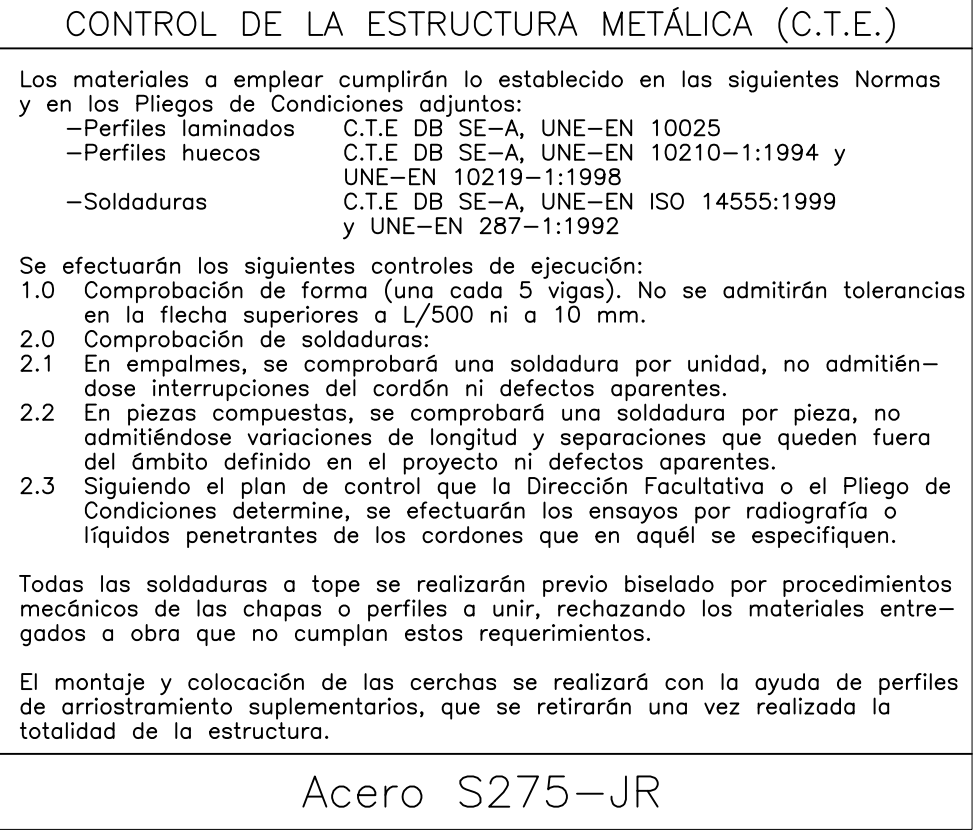 CONTROL DE LA ESTRUCTURA METÁLICA (C.T.E.)
Los materiales a emplear cumplirán lo establecido en las siguientes Normas
y en los Pliegos de Condiciones adjuntos:
-Perfiles laminados C.T.E DB SE-A, UNE-EN 10025
-Perfiles huecos C.T.E DB SE-A, UNE-EN 10210-1:1994 y
UNE-EN 10219-1:1998
-Soldaduras C.T.E DB SE-A, UNE-EN ISO 14555:1999
y UNE-EN 287-1:1992
Se efectuarán los siguientes controles de ejecución:
1.0 Comprobación de forma (una cada 5 vigas). No se admitirán tolerancias
en la flecha superiores a L/500 ni a 10 mm.
2.0 Comprobación de soldaduras:
2.1 En empalmes, se comprobará una soldadura por unidad, no admitién-
dose interrupciones del cordón ni defectos aparentes.
2.2 En piezas compuestas, se comprobará una soldadura por pieza, no
admitiéndose variaciones de longitud y separaciones que queden fuera
del ámbito definido en el proyecto ni defectos aparentes.
2.3 Siguiendo el plan de control que la Dirección Facultativa o el Pliego de
Condiciones determine, se efectuarán los ensayos por radiografía o
líquidos penetrantes de los cordones que en aquél se especifiquen.
Todas las soldaduras a tope se realizarán previo biselado por procedimientos
mecánicos de las chapas o perfiles a unir, rechazando los materiales entre-
gados a obra que no cumplan estos requerimientos.
El montaje y colocación de las cerchas se realizará con la ayuda de perfiles
de arriostramiento suplementarios, que se retirarán una vez realizada la
totalidad de la estructura.
Acero S275-JR